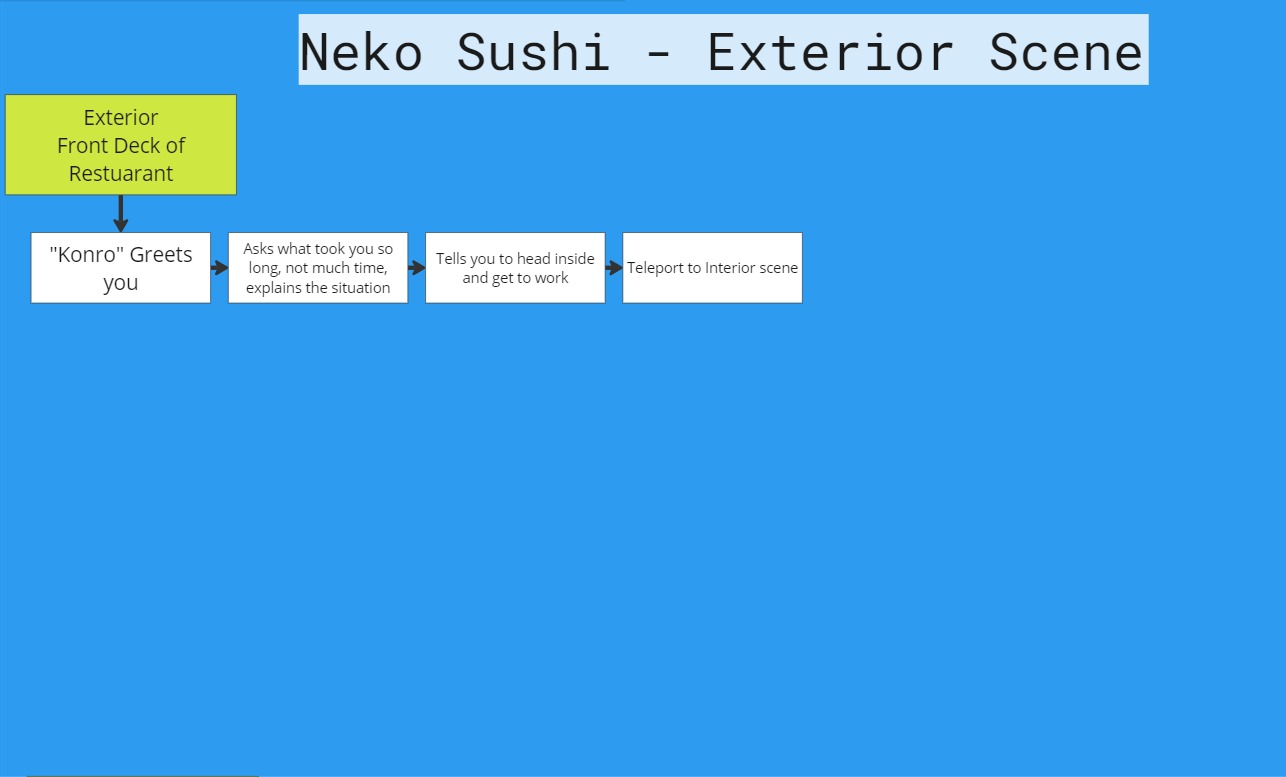 Neko Sushi - Exterior Scene
Exterior
Front Deck of
Restuarant
"Konro" Greets
you
Asks what took you so
long, not much time,
explains the situation
Tells you to head inside
and get to work
Teleport to Interior scene